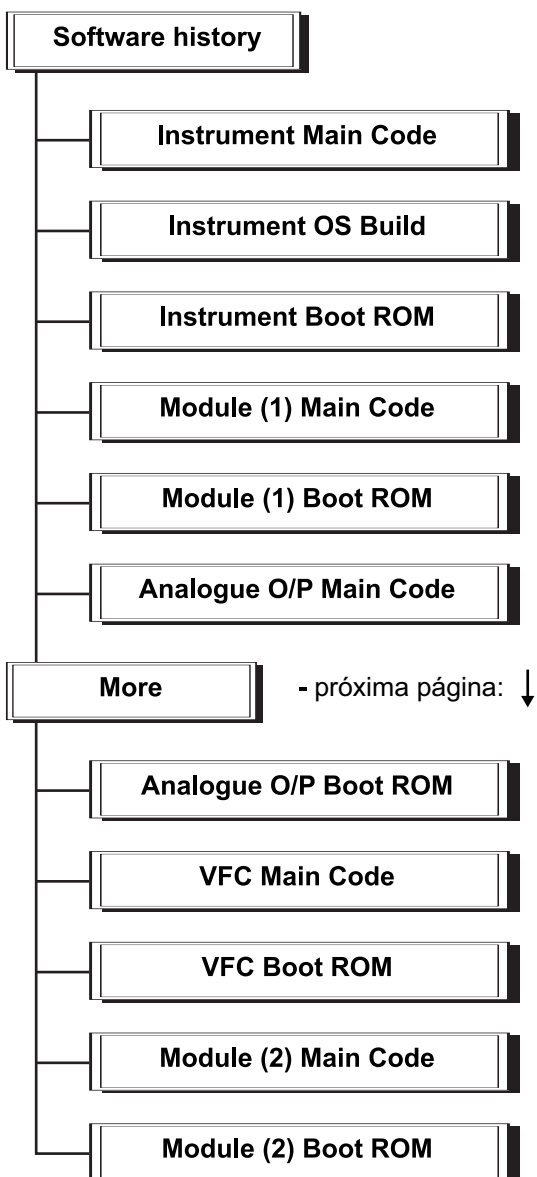 Software history
Instrument Main Code
Instrument OS Build
Instrument Boot ROM
Module (1) Main Code
Module (1) Boot ROM
Analogue O/P Main Code
More - próxima página: ↓
Analogue O/P Boot ROM
VFC Main Code
VFC Boot ROM
Module (2) Main Code
Module (2) Boot ROM